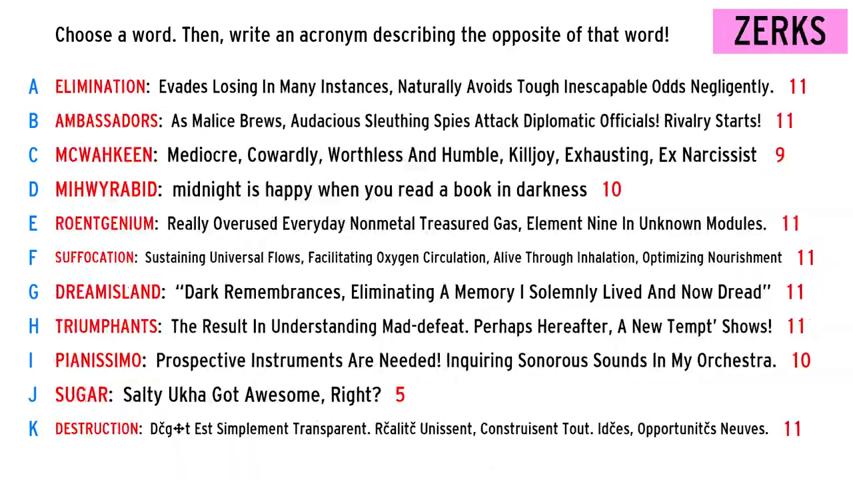 Choose a word. Then, write an acronym describing the opposite of that word!
ZERKS
A ELIMINATION: Evades Losing In Many Instances, Naturally Avoids Tough Inescapable Odds Negligently. 11
B AMBASSADORS: As Malice Brews, Audacious Sleuthing Spies Attack Diplomatic Officials! Rivalry Starts! 11
C MCWAHKEEN: Mediocre, Cowardly, Worthless And Humble, Killjoy, Exhausting, Ex Narcissist 9
D MIHWYRABID: midnight is happy when you read a book in darkness 10
E ROENTGENIUM: Really Overused Everyday Nonmetal Treasured Gas, Element Nine In Unknown Modules. 11
F SUFFOCATION: Sustaining Universal Flows, Facilitating Oxygen Circulation, Alive Through Inhalation, Optimizing Nourishment 11
G DREAMISLAND: “Dark Remembrances, Eliminating A Memory I Solemnly Lived And Now Dread” 11
H TRIUMPHANTS: The Result In Understanding Mad-defeat. Perhaps Hereafter, A New Tempt’ Shows! 11
I PIANISSIMO: Prospective Instruments Are Needed! Inquiring Sonorous Sounds In My Orchestra. 10
J SUGAR: Salty Ukha Got Awesome, Right? 5
K DESTRUCTION: Dčg✢t Est Simplement Transparent. Rčalitč Unissent, Construisent Tout. Idčes, Opportunitčs Neuves. 11